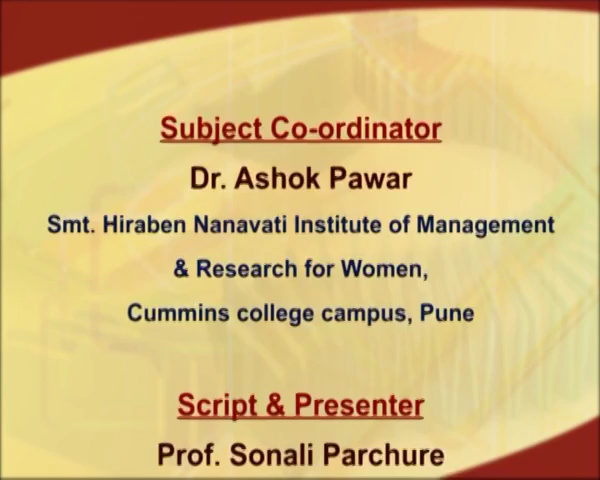 Subject Co-ordinator
Dr. Ashok Pawar
Smt. Hiraben Nanavati Institute of Management
& Research for Women,
Cummins college campus, Pune
Script & Presenter
Prof. Sonali Parchure